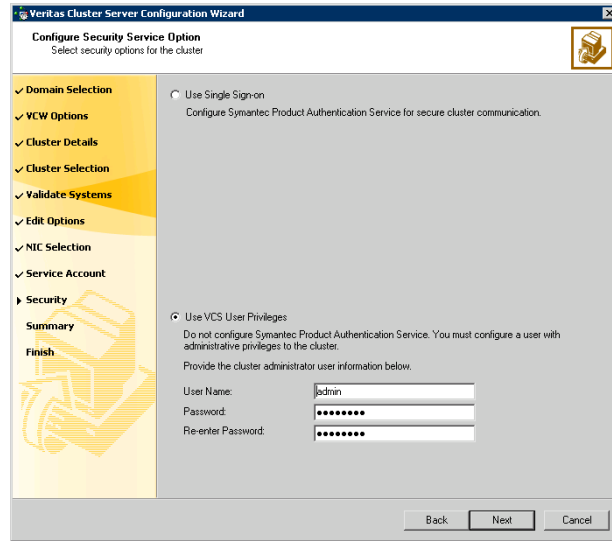 Veritas Cluster Server Configuration Wizard
Configure Security Service Option
Select security options for the cluster
Domain Selection
VCW Options
Cluster Details
Cluster Selection
Validate Systems
Edit Options
NIC Selection
Service Account
Security
Summary
Finish
Use Single Sign-on
Configure Symantec Product Authentication Service for secure cluster communication.
Use VCS User Privileges
Do not configure Symantec Product Authentication Service. You must configure a user with
administrative privileges to the cluster.
Provide the cluster administrator user information below.
User Name: admin
Password: ●●●●●●●●
Re-enter Password: ●●●●●●●●
Back Next Cancel